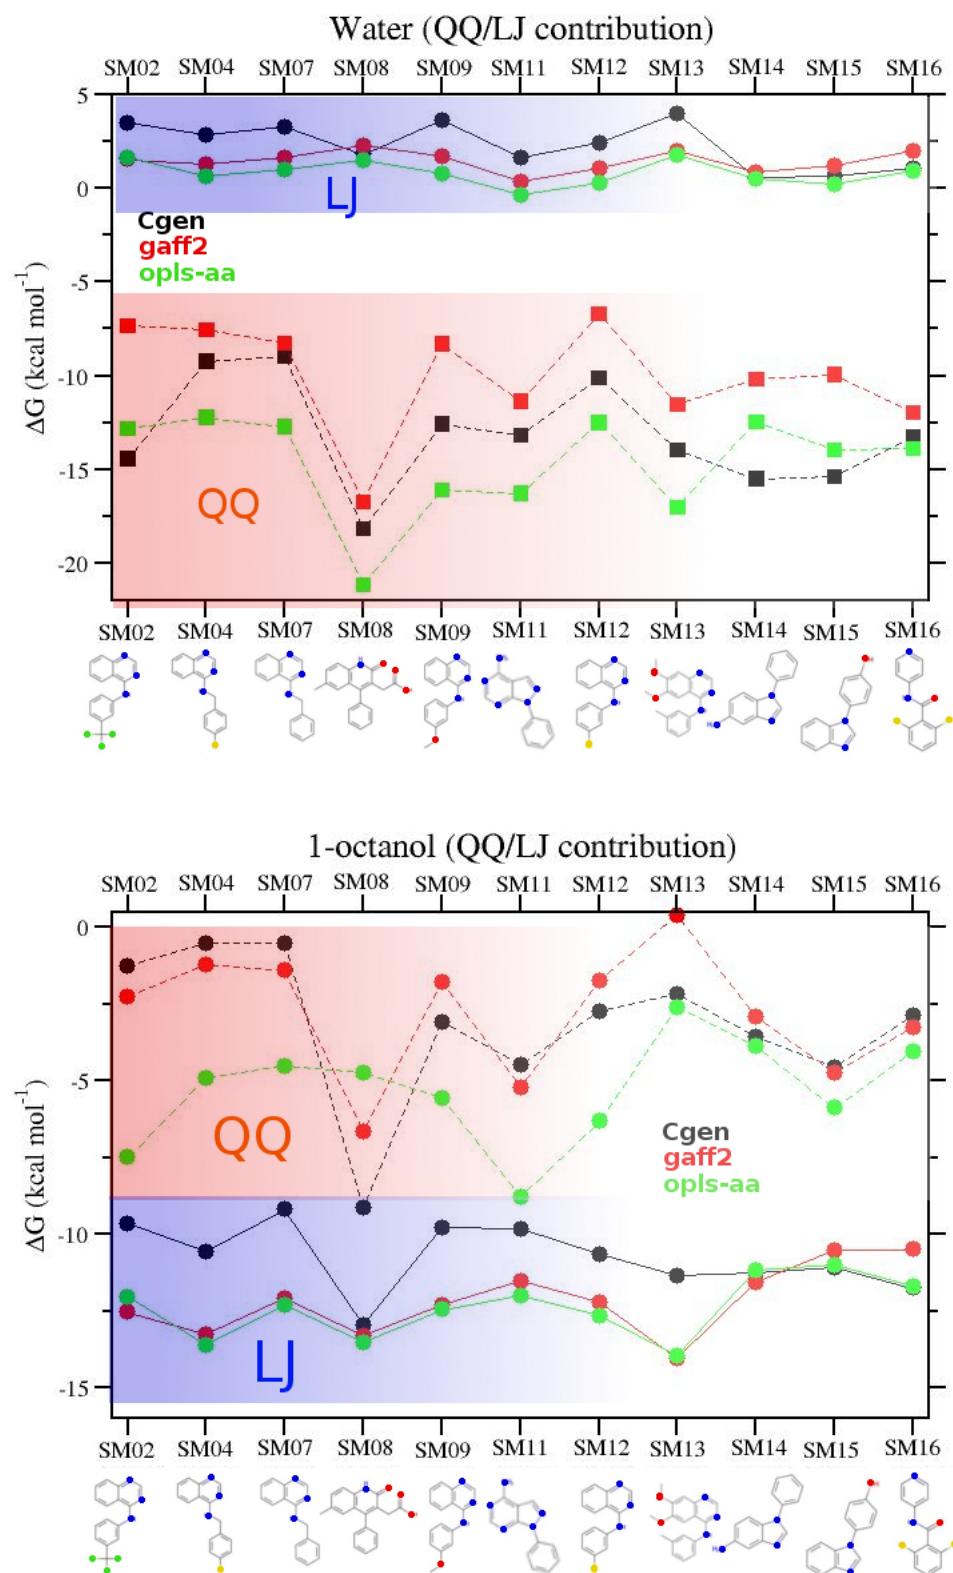 Water (QQ/LJ contribution)
SM02 SM04 SM07 SM08 SM09 SM11 SM12 SM13 SM14 SM15 SM16
5
0
-5
-10
-15
-20
ΔG (kcal mol⁻¹)
LJ
Cgen
gaff2
opls-aa
QQ
SM02 SM04 SM07 SM08 SM09 SM11 SM12 SM13 SM14 SM15 SM16
1-octanol (QQ/LJ contribution)
SM02 SM04 SM07 SM08 SM09 SM11 SM12 SM13 SM14 SM15 SM16
0
-5
-10
-15
ΔG (kcal mol⁻¹)
QQ
Cgen
gaff2
opls-aa
LJ
SM02 SM04 SM07 SM08 SM09 SM11 SM12 SM13 SM14 SM15 SM16